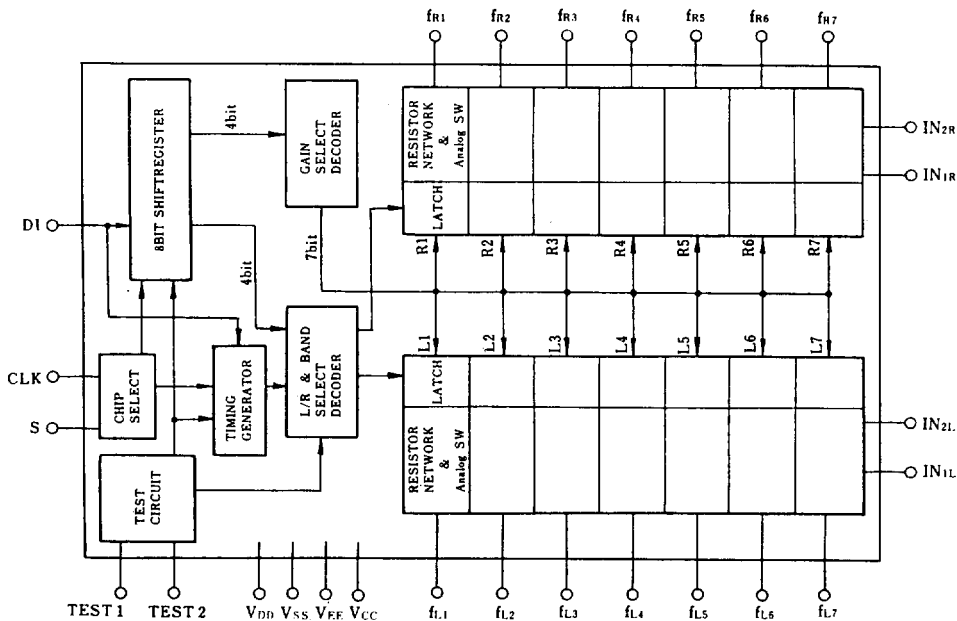 fR1 fR2 fR3 fR4 fR5 fR6 fR7
8BIT SHIFTREGISTER
4bit
GAIN
SELECT
DECODER
RESISTOR
NETWORK
&
Analog SW
LATCH
IN2R
IN1R
DI
4bit
7bit
R1 R2 R3 R4 R5 R6 R7
L1 L2 L3 L4 L5 L6 L7
CLK
S
CHIP
SELECT
TIMING
GENERATOR
L/R & BAND
SELECT
DECODER
LATCH
RESISTOR
NETWORK
&
Analog SW
IN2L
IN1L
TEST
CIRCUIT
TEST 1 TEST 2 VDD VSS VEE VCC fL1 fL2 fL3 fL4 fL5 fL6 fL7